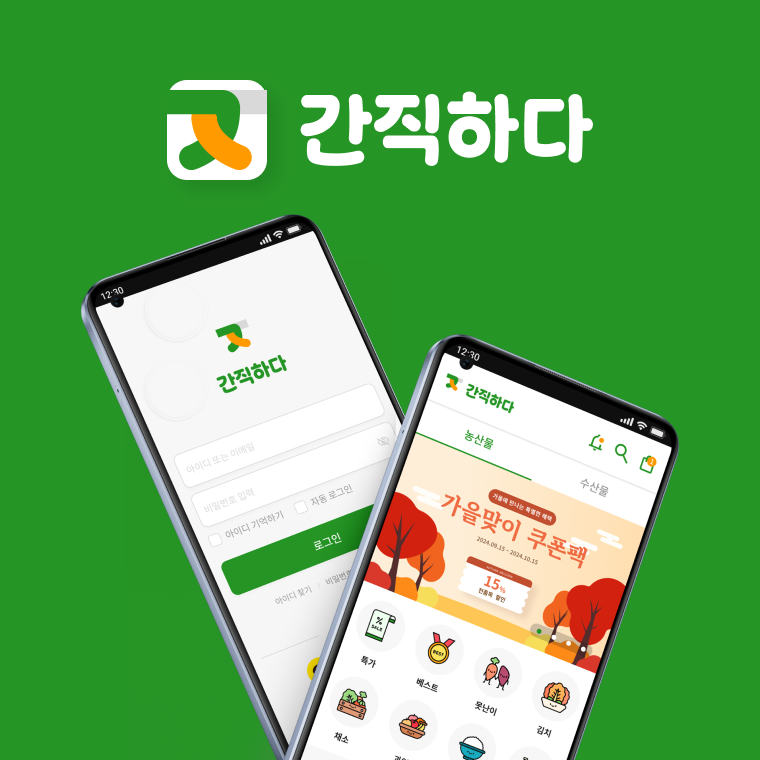 간직하다
12:30
간직하다
아이디 또는 이메일
비밀번호 입력
아이디 기억하기
자동 로그인
로그인
아이디 찾기
비밀번호
12:30
간직하다
농산물
수산물
가을에 만나는 특별한 혜택
가을맞이 쿠폰팩
2024.09.15 ~ 2024.10.15
15%
전품목 할인
SALE
BEST
특가
베스트
못난이
김치
채소